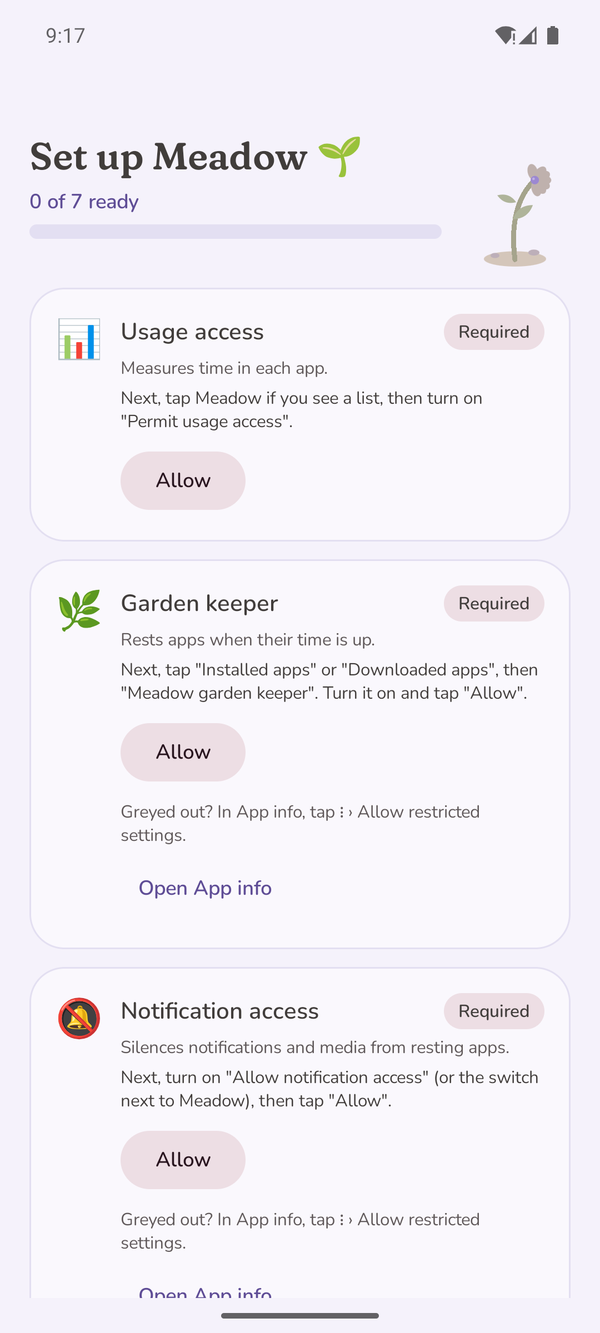 9:17
Set up Meadow 🌱
0 of 7 ready
Usage access
Required
Measures time in each app.
Next, tap Meadow if you see a list, then turn on
"Permit usage access".
Allow
Garden keeper
Required
Rests apps when their time is up.
Next, tap "Installed apps" or "Downloaded apps", then
"Meadow garden keeper". Turn it on and tap "Allow".
Allow
Greyed out? In App info, tap ⋮ › Allow restricted
settings.
Open App info
Notification access
Required
Silences notifications and media from resting apps.
Next, turn on "Allow notification access" (or the switch
next to Meadow), then tap "Allow".
Allow
Greyed out? In App info, tap ⋮ › Allow restricted
settings.
Open App info